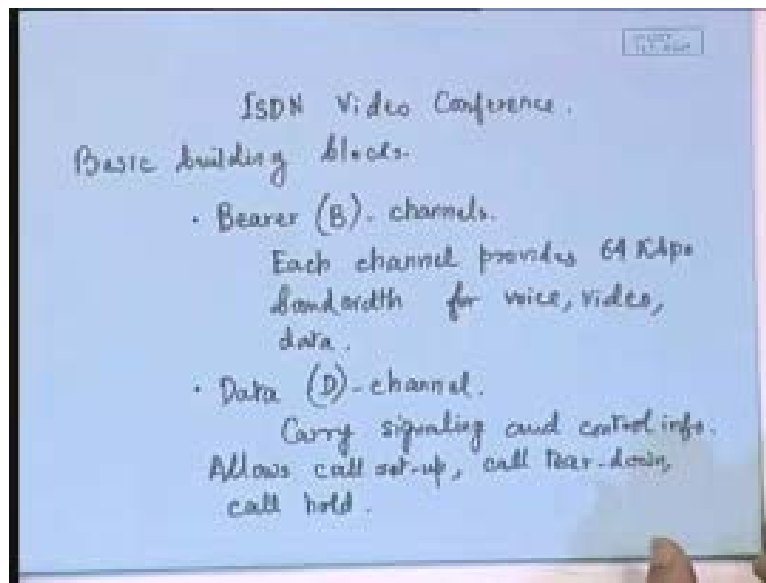 ISDN Video Conference.
Basic building blocks.
· Bearer (B)- channels.
Each channel provides 64 Kbps
bandwidth for voice, video,
data.
· Data (D)-channel.
Carry signaling and control info.
Allows call set-up, call tear-down,
call hold.